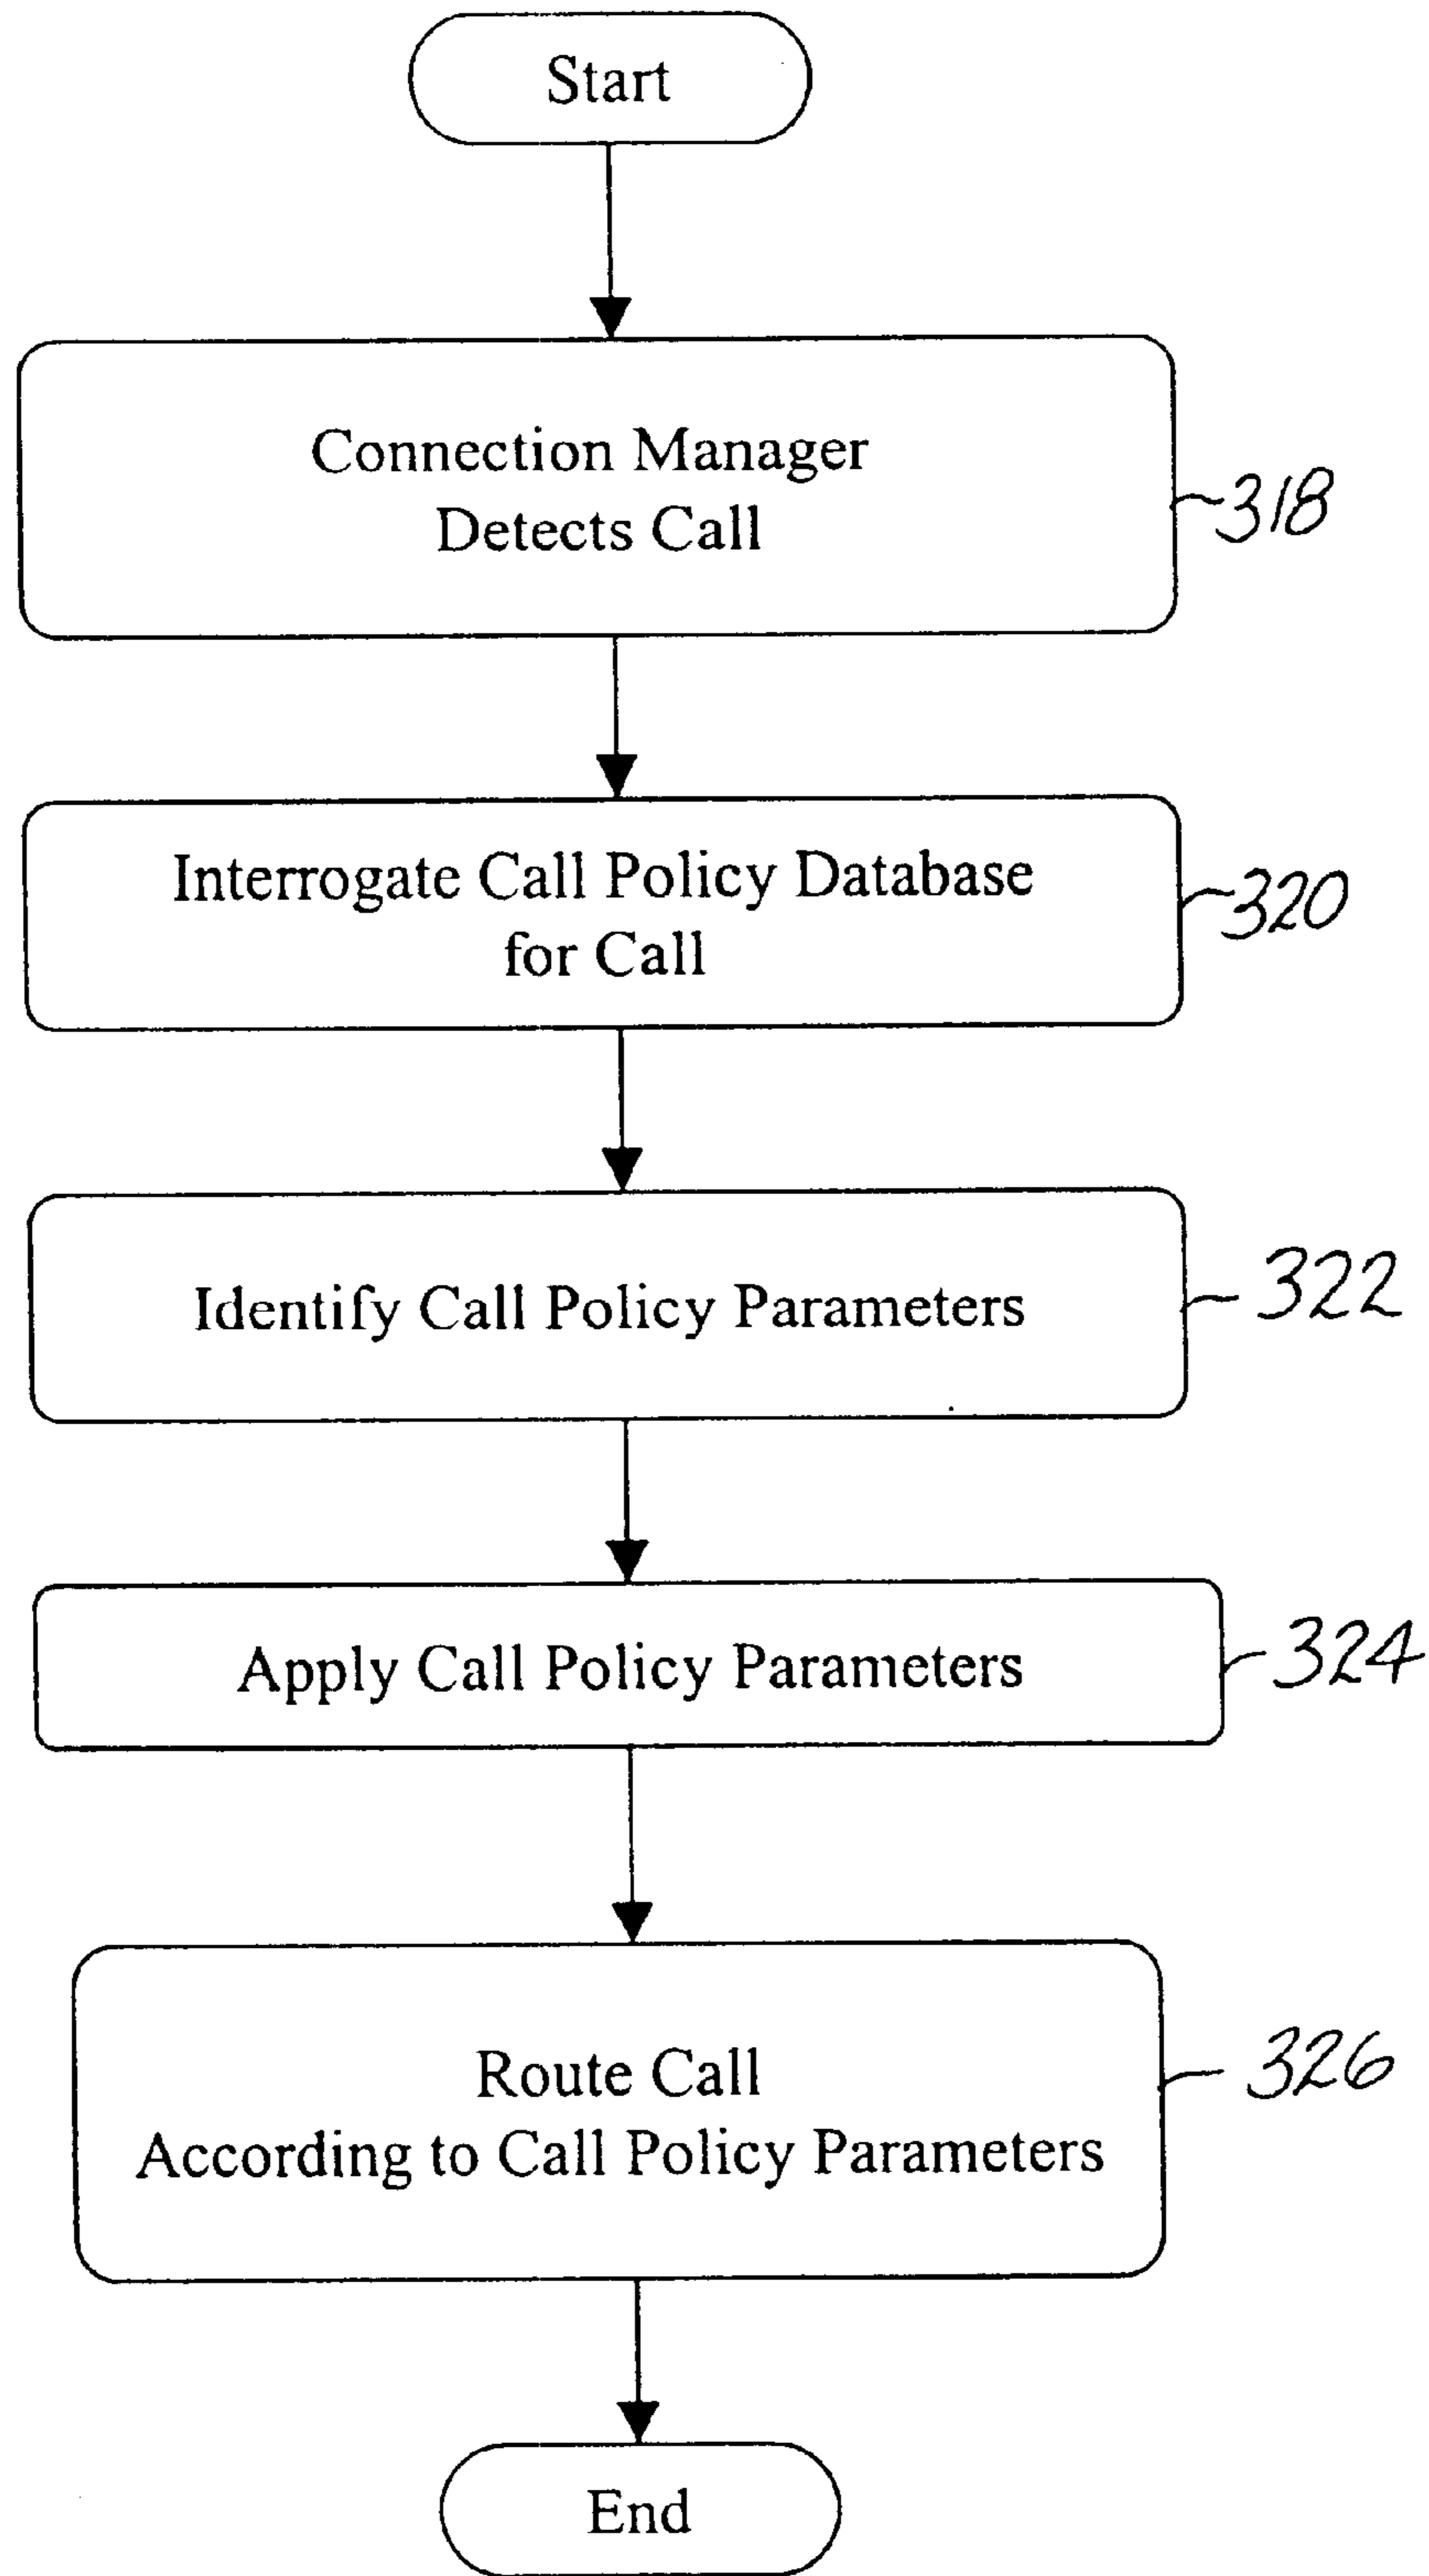 Start
Connection Manager
Detects Call
318
Interrogate Call Policy Database
for Call
320
Identify Call Policy Parameters
322
Apply Call Policy Parameters
324
Route Call
According to Call Policy Parameters
326
End